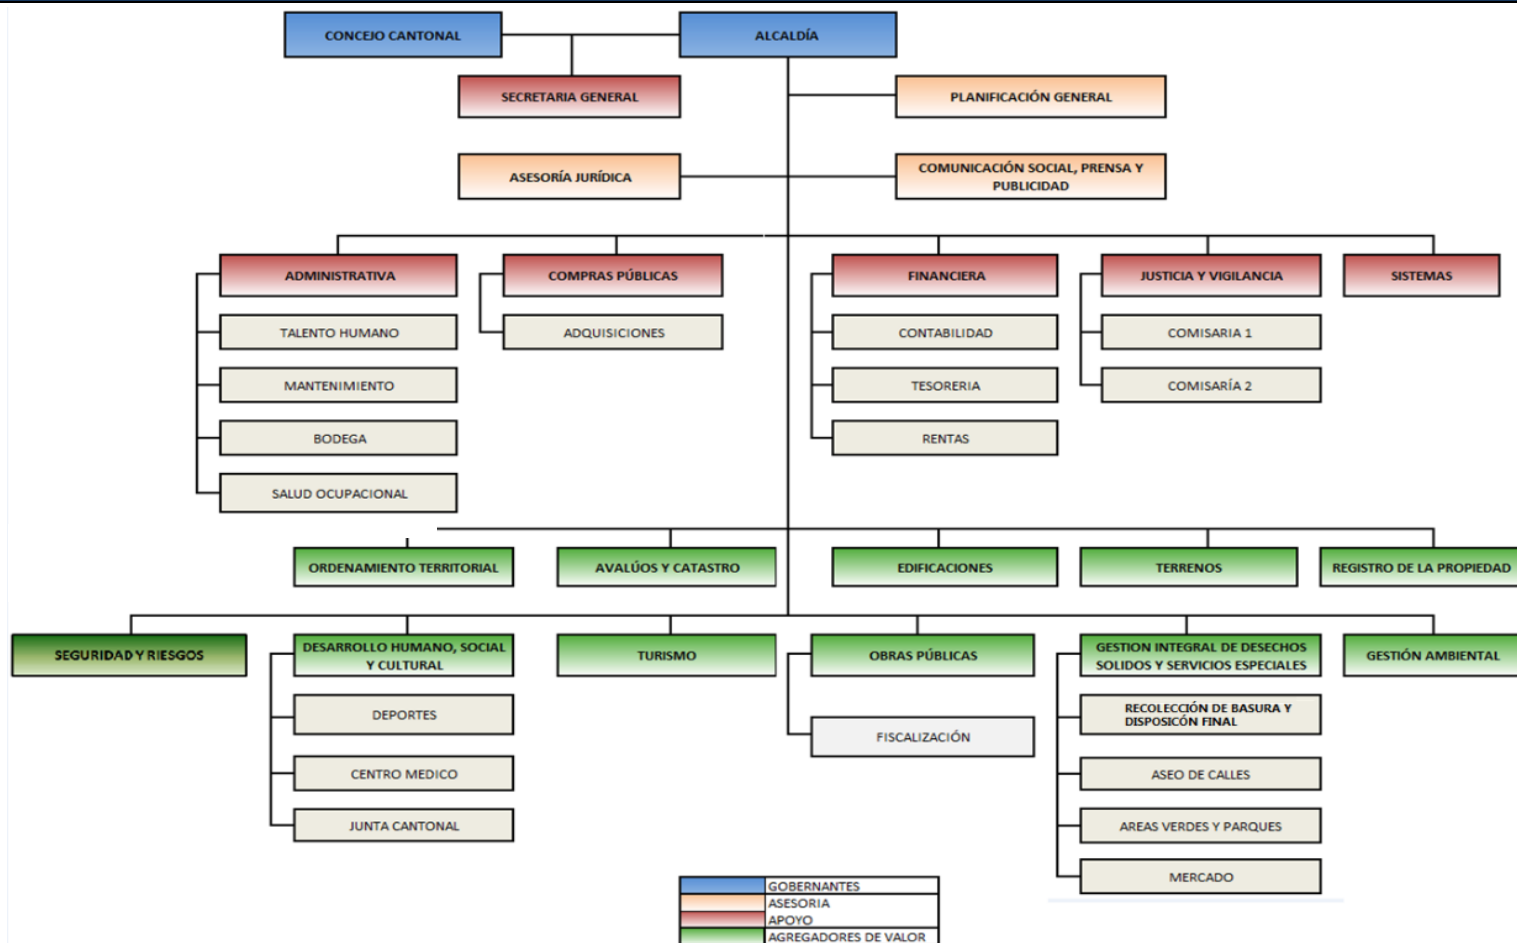 CONCEJO CANTONAL
ALCALDÍA
SECRETARIA GENERAL
PLANIFICACIÓN GENERAL
ASESORÍA JURÍDICA
COMUNICACIÓN SOCIAL, PRENSA Y
PUBLICIDAD
ADMINISTRATIVA
COMPRAS PÚBLICAS
FINANCIERA
JUSTICIA Y VIGILANCIA
SISTEMAS
TALENTO HUMANO
ADQUISICIONES
CONTABILIDAD
COMISARIA 1
MANTENIMIENTO
TESORERIA
COMISARÍA 2
BODEGA
RENTAS
SALUD OCUPACIONAL
ORDENAMIENTO TERRITORIAL
AVALÚOS Y CATASTRO
EDIFICACIONES
TERRENOS
REGISTRO DE LA PROPIEDAD
SEGURIDAD Y RIESGOS
DESARROLLO HUMANO, SOCIAL
Y CULTURAL
TURISMO
OBRAS PÚBLICAS
GESTION INTEGRAL DE DESECHOS
SOLIDOS Y SERVICIOS ESPECIALES
GESTIÓN AMBIENTAL
DEPORTES
FISCALIZACIÓN
RECOLECCIÓN DE BASURA Y
DISPOSICÓN FINAL
CENTRO MEDICO
ASEO DE CALLES
JUNTA CANTONAL
AREAS VERDES Y PARQUES
MERCADO
GOBERNANTES
ASESORIA
APOYO
AGREGADORES DE VALOR